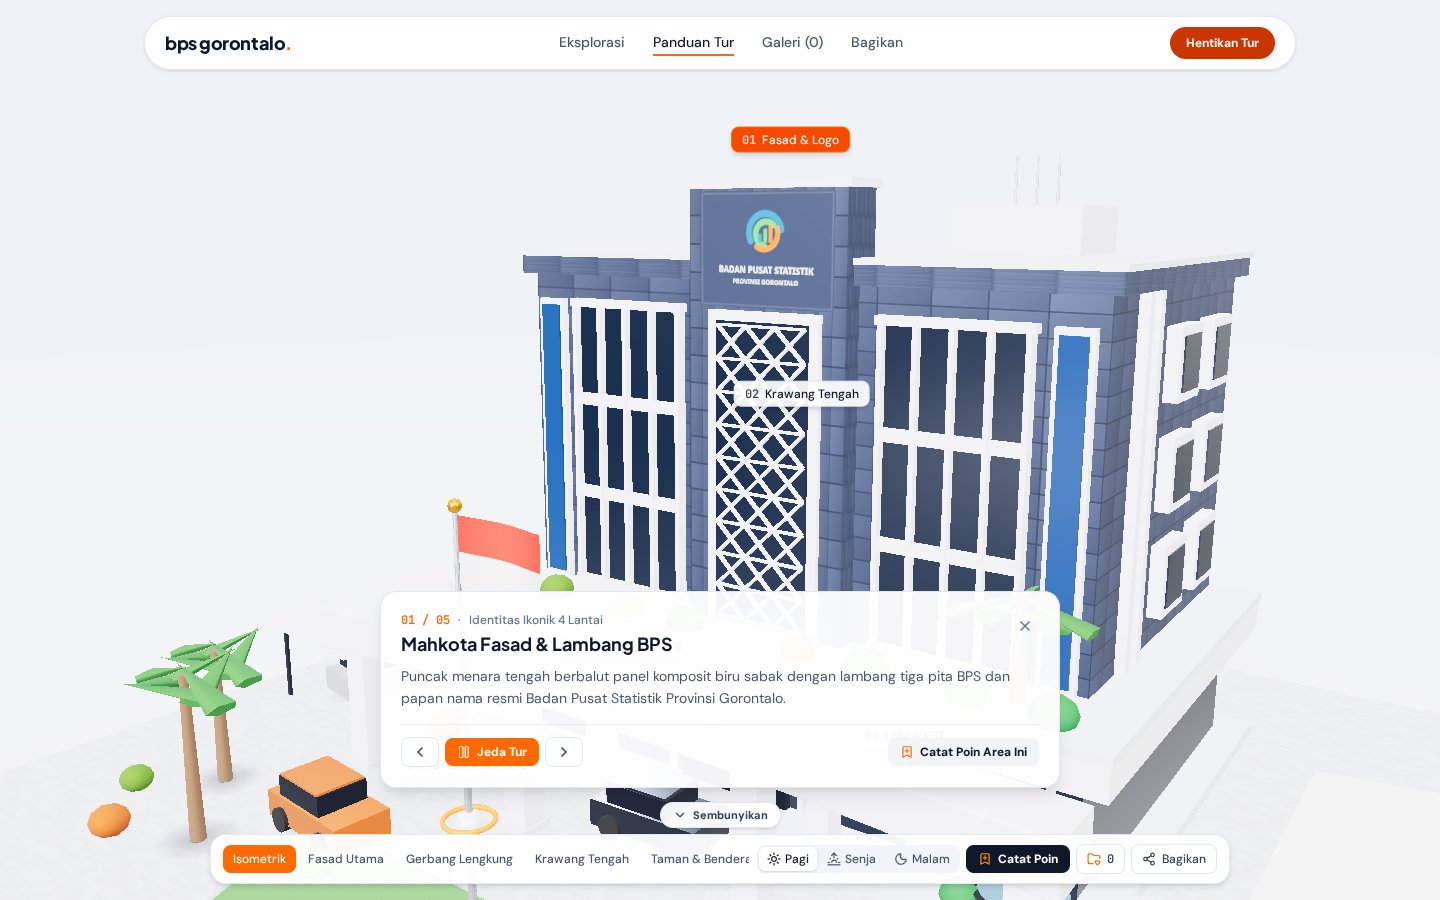 bps gorontalo.
Eksplorasi
Panduan Tur
Galeri (0)
Bagikan
Hentikan Tur
01 Fasad & Logo
BADAN PUSAT STATISTIK
PROVINSI GORONTALO
02 Krawang Tengah
01 / 05 · Identitas Ikonik 4 Lantai
Mahkota Fasad & Lambang BPS
Puncak menara tengah berbalut panel komposit biru sabak dengan lambang tiga pita BPS dan
papan nama resmi Badan Pusat Statistik Provinsi Gorontalo.
Jeda Tur
Catat Poin Area Ini
Sembunyikan
Isometrik
Fasad Utama
Gerbang Lengkung
Krawang Tengah
Taman & Bendera
Pagi
Senja
Malam
Catat Poin
0
Bagikan